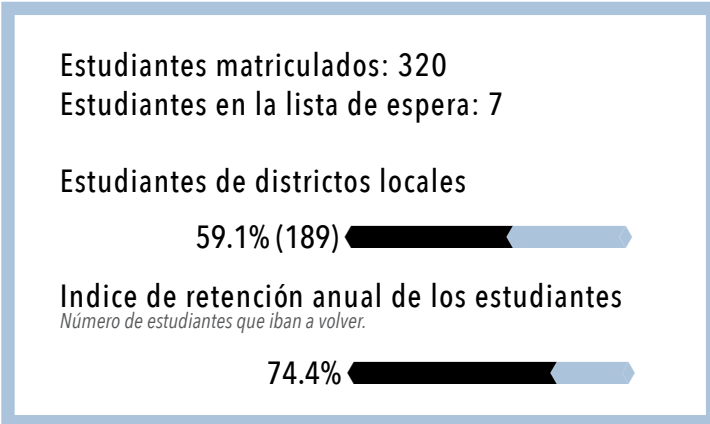 Estudiantes matriculados: 320
Estudiantes en la lista de espera: 7
Estudiantes de districtos locales
59.1% (189)
Indice de retención anual de los estudiantes
Número de estudiantes que iban a volver.
74.4%